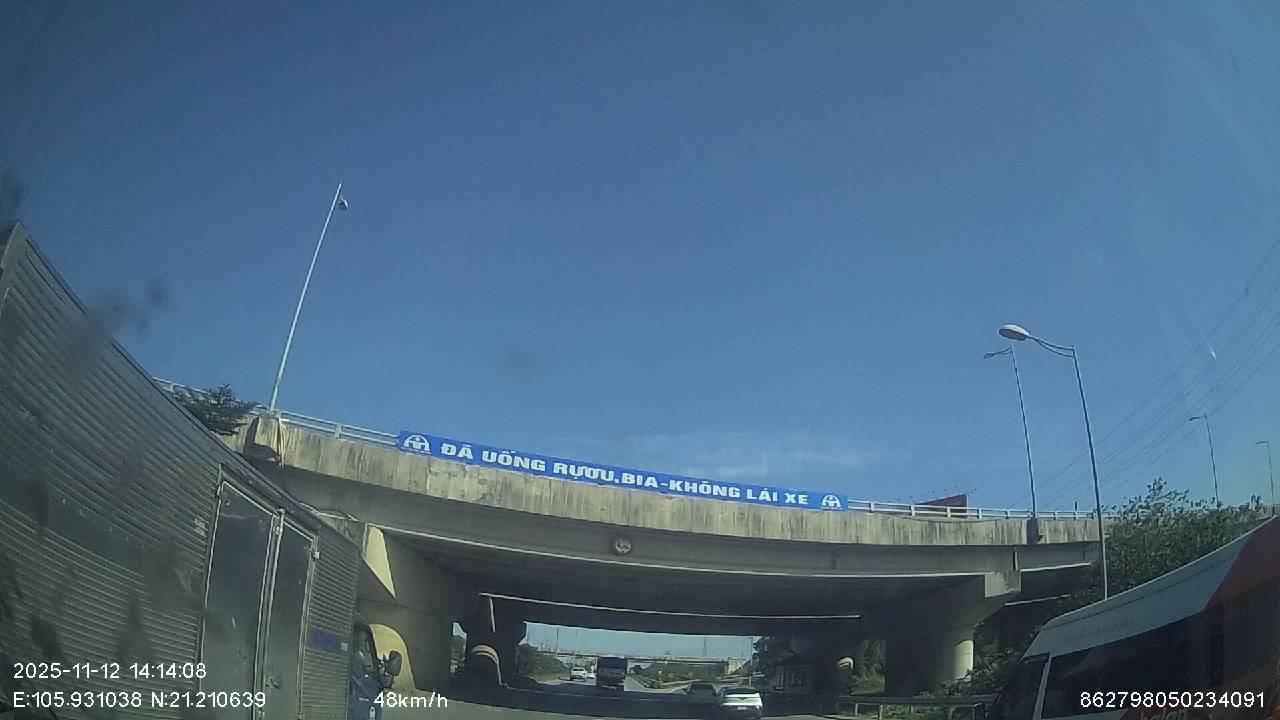 ĐÃ UỐNG RƯỢU,BIA-KHÔNG LÁI XE
2025-11-12 14:14:08
E:105.931038 N:21.210639
48km/h
862798050234091